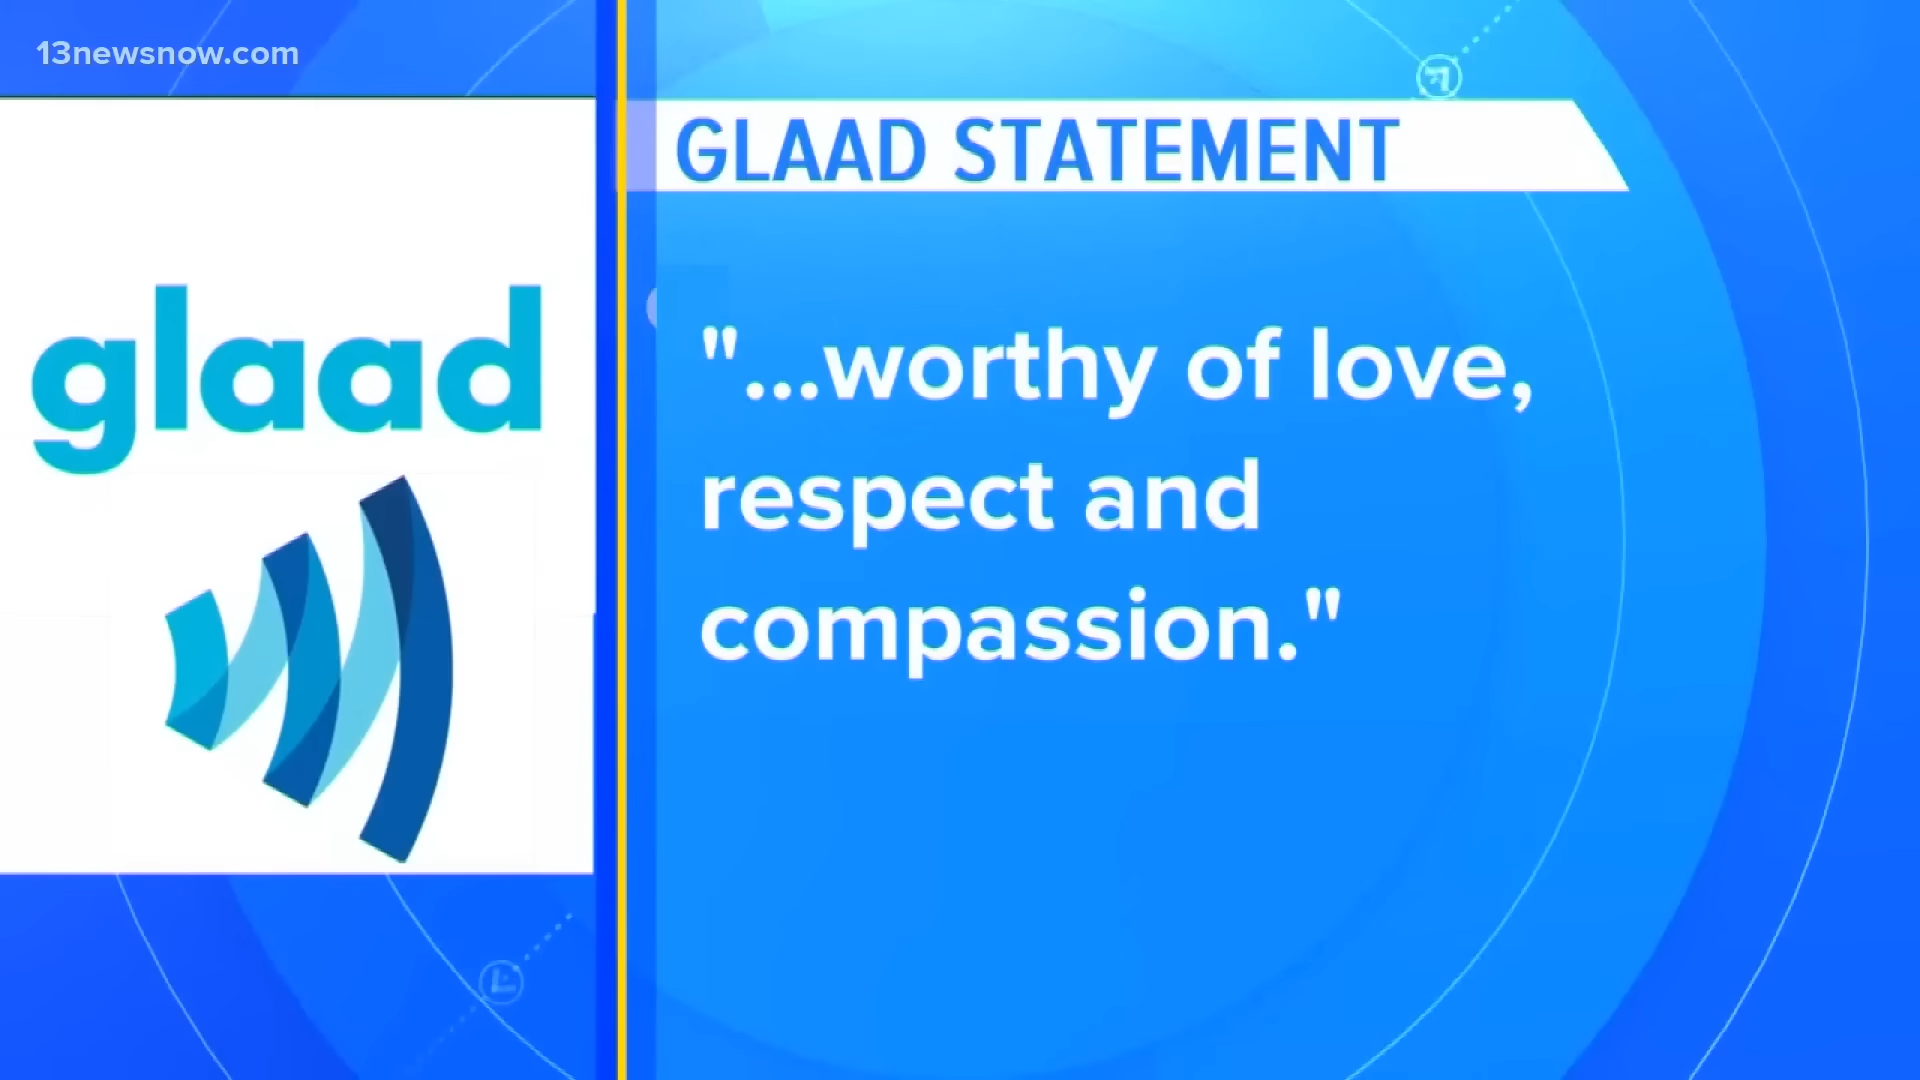 13newsnow.com
glaad
GLAAD STATEMENT
"...worthy of love,
respect and
compassion."